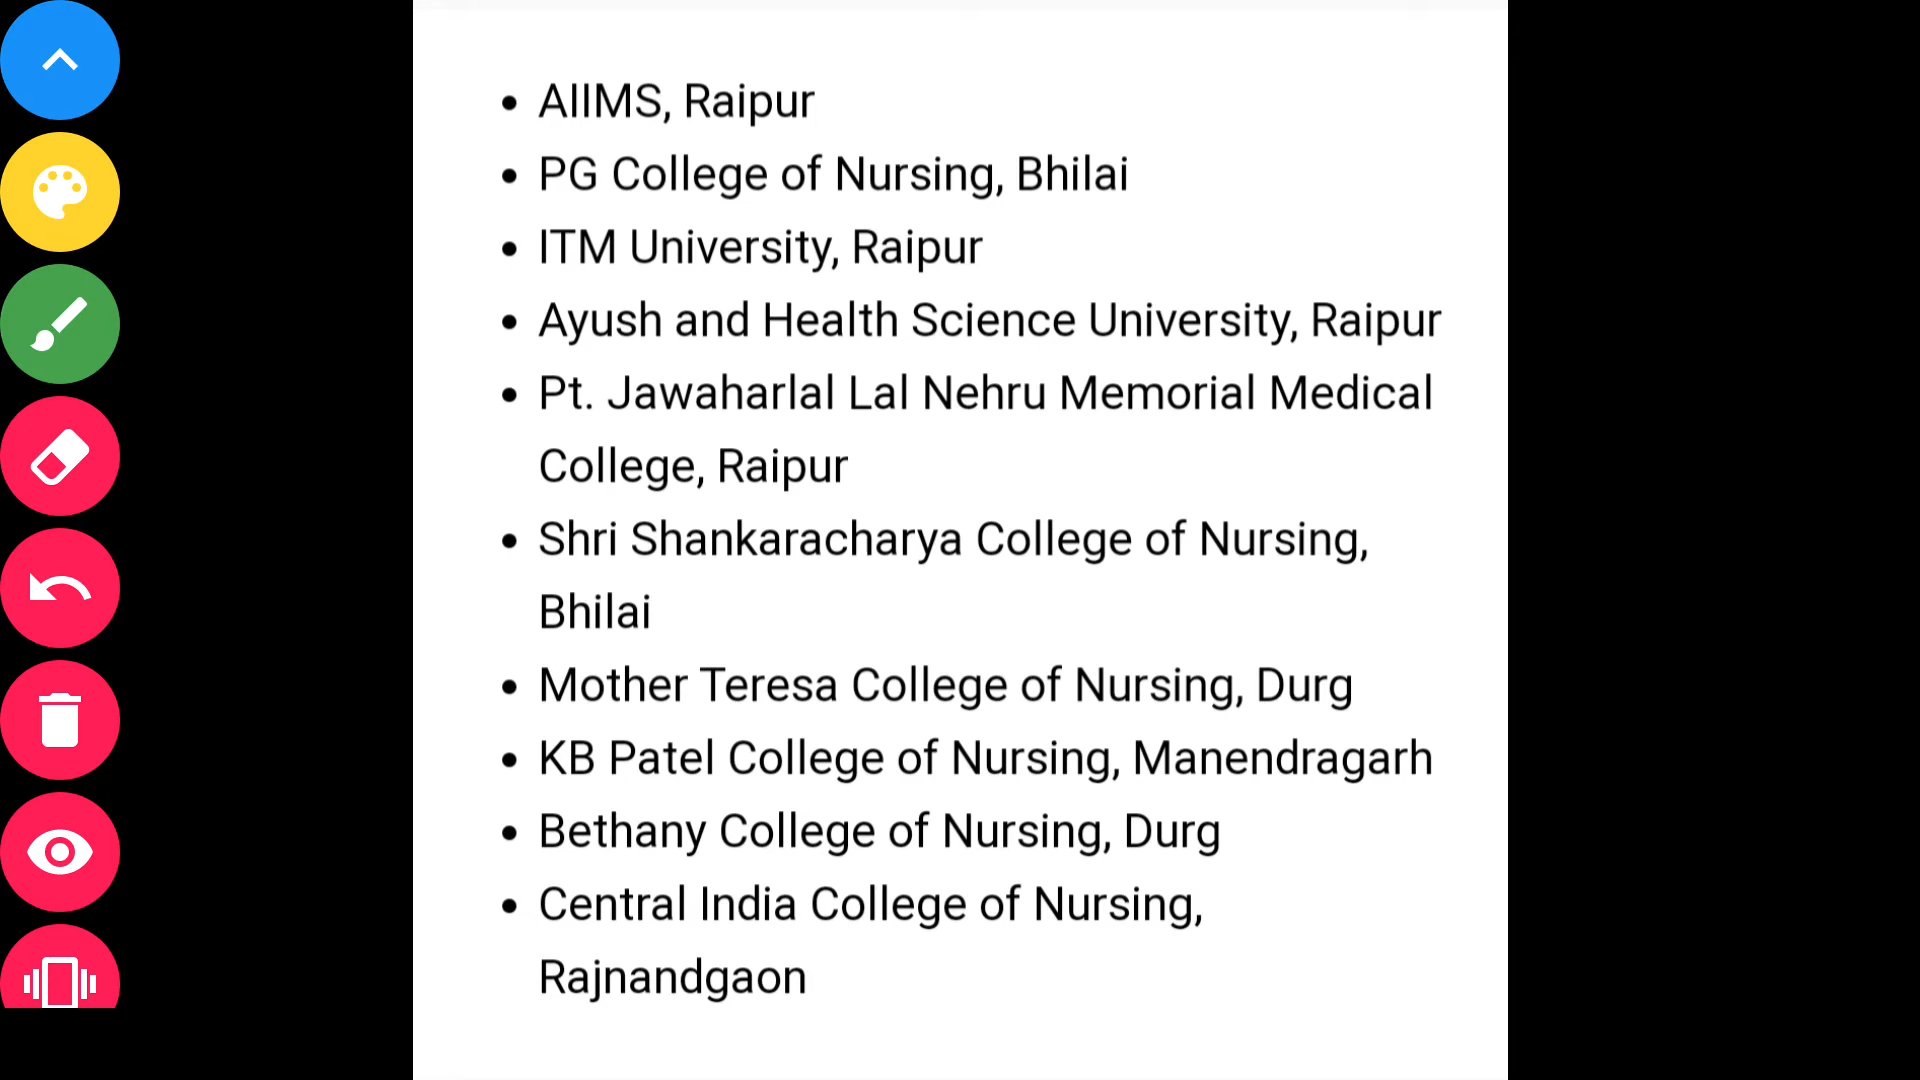 • AIIMS, Raipur
• PG College of Nursing, Bhilai
• ITM University, Raipur
• Ayush and Health Science University, Raipur
• Pt. Jawaharlal Lal Nehru Memorial Medical
College, Raipur
• Shri Shankaracharya College of Nursing,
Bhilai
• Mother Teresa College of Nursing, Durg
• KB Patel College of Nursing, Manendragarh
• Bethany College of Nursing, Durg
• Central India College of Nursing,
Rajnandgaon